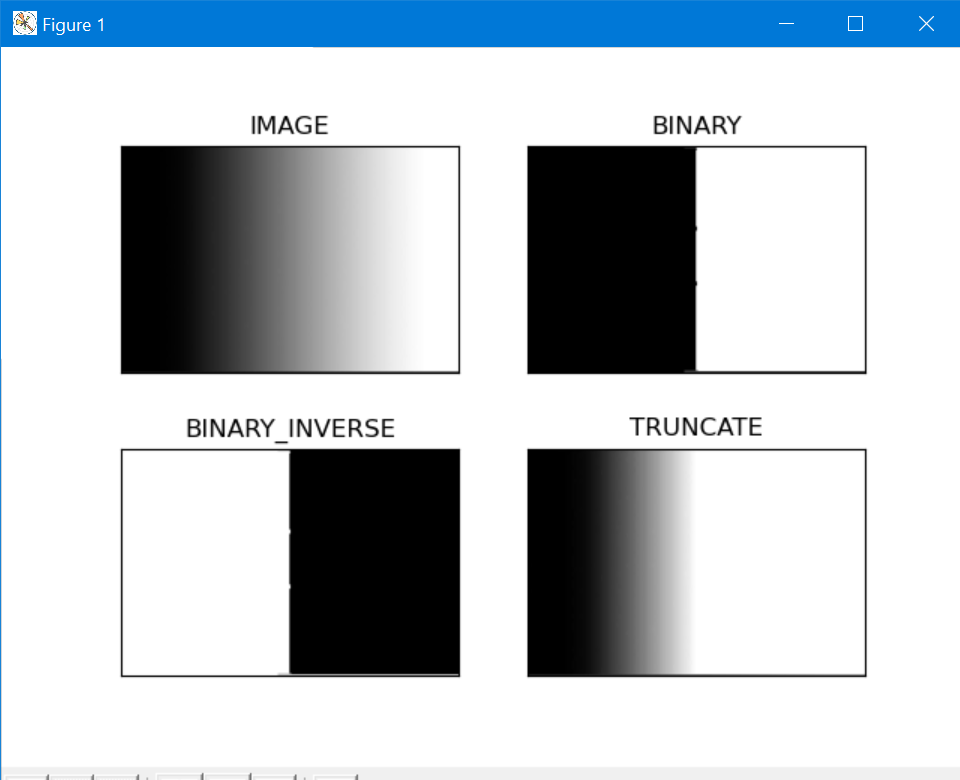 Figure 1
IMAGE
BINARY
BINARY_INVERSE
TRUNCATE